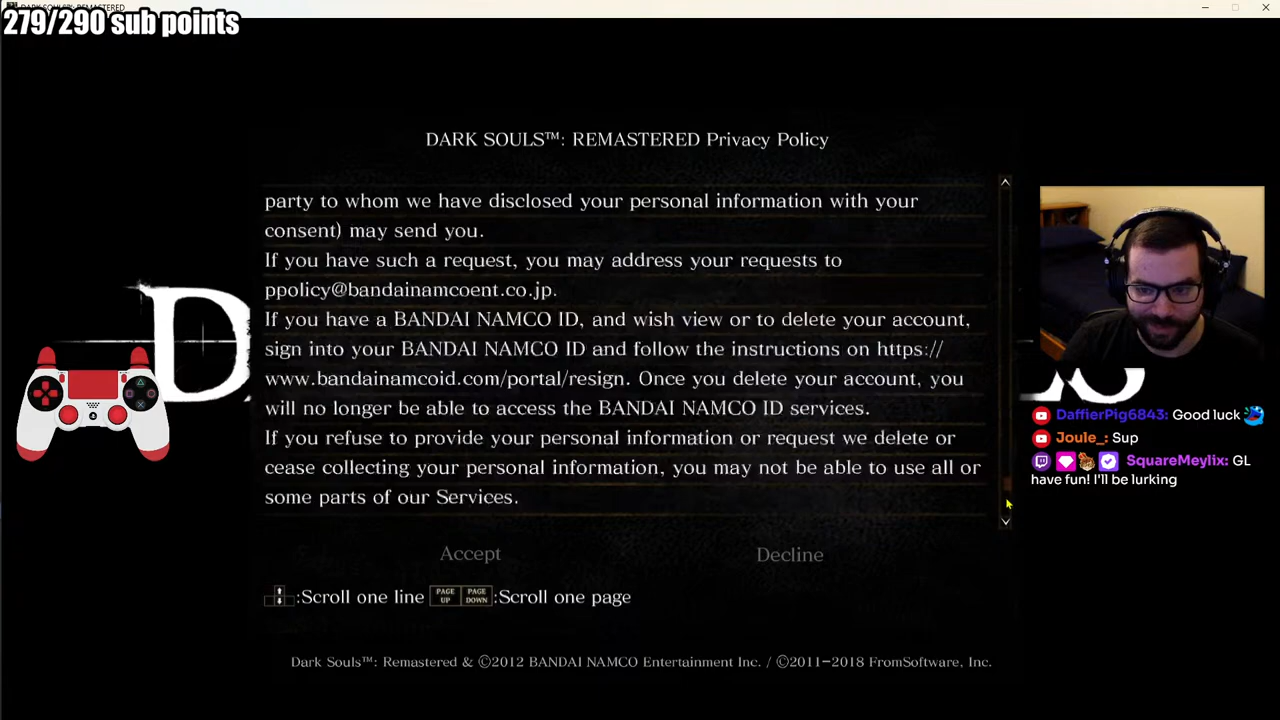 DARK SOULS™: REMASTERED
279/290 sub points
DARK SOULS™: REMASTERED Privacy Policy
party to whom we have disclosed your personal information with your
consent) may send you.
If you have such a request, you may address your requests to
ppolicy@bandainamcoent.co.jp.
If you have a BANDAI NAMCO ID, and wish view or to delete your account,
sign into your BANDAI NAMCO ID and follow the instructions on https://
www.bandainamcoid.com/portal/resign. Once you delete your account, you
will no longer be able to access the BANDAI NAMCO ID services.
If you refuse to provide your personal information or request we delete or
cease collecting your personal information, you may not be able to use all or
some parts of our Services.
Accept Decline
:Scroll one line PAGE UP PAGE DOWN :Scroll one page
Dark Souls™: Remastered & ©2012 BANDAI NAMCO Entertainment Inc. / ©2011-2018 FromSoftware, Inc.
DaffierPig6843: Good luck
Joule_: Sup
SquareMeylix: GL
have fun! I'll be lurking